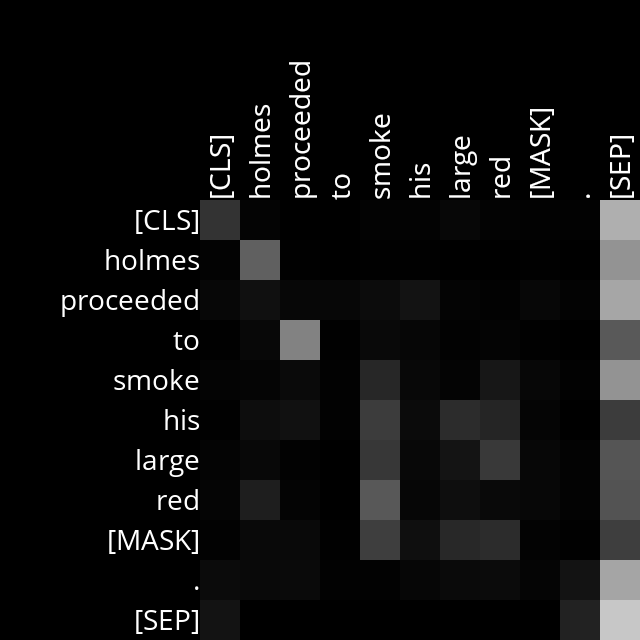 [CLS] holmes proceeded to smoke his large red [MASK] . [SEP]
[CLS]
holmes
proceeded
to
smoke
his
large
red
[MASK]
.
[SEP]